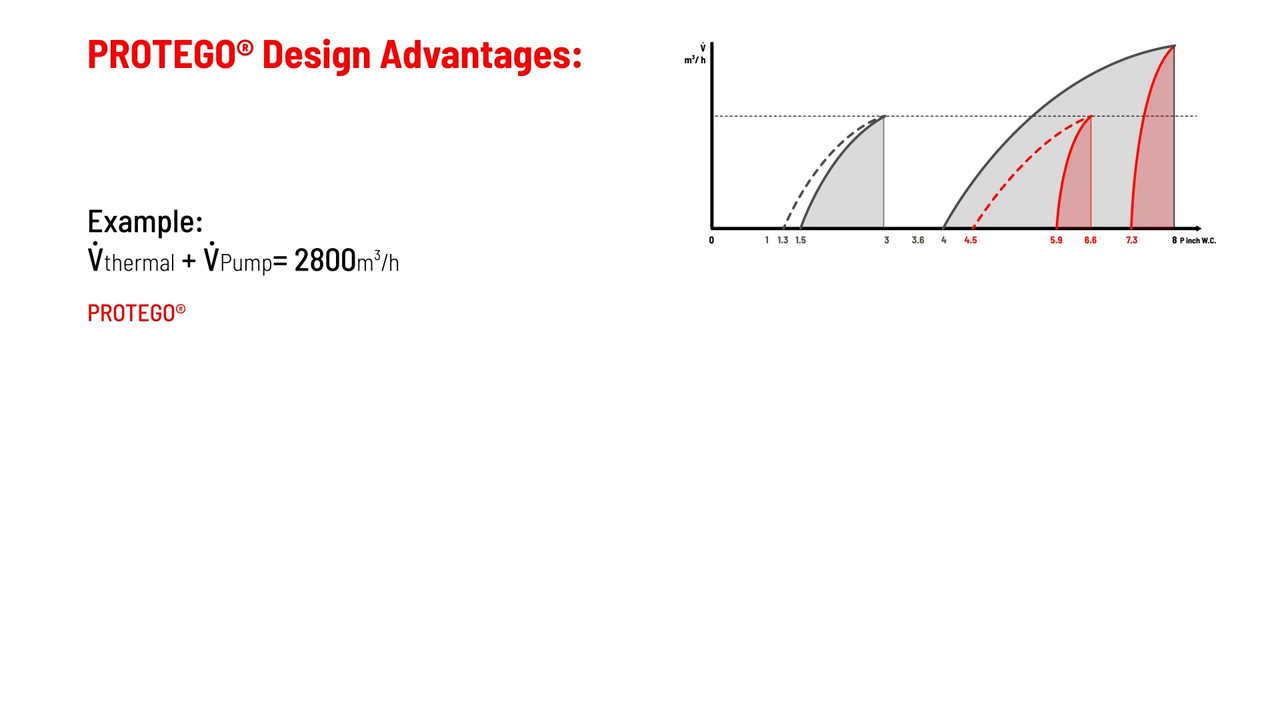 PROTEGO® Design Advantages:
V̇
m³/h
0 1 1.3 1.5 3 3.6 4 4.5 5.9 6.6 7.3 8 P inch W.C.
Example:
V̇thermal + V̇Pump= 2800m³/h
PROTEGO®